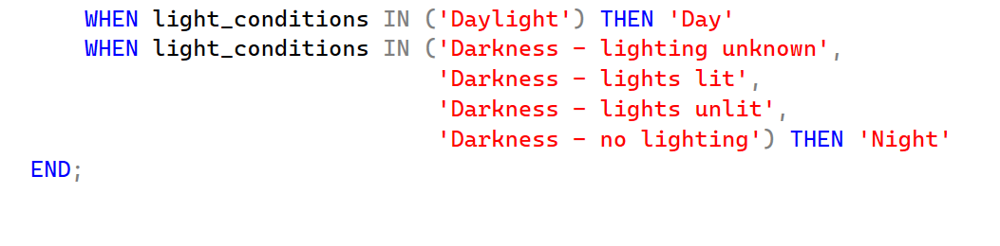 WHEN light_conditions IN ('Daylight') THEN 'Day'
WHEN light_conditions IN ('Darkness - lighting unknown',
'Darkness - lights lit',
'Darkness - lights unlit',
'Darkness - no lighting') THEN 'Night'
END;